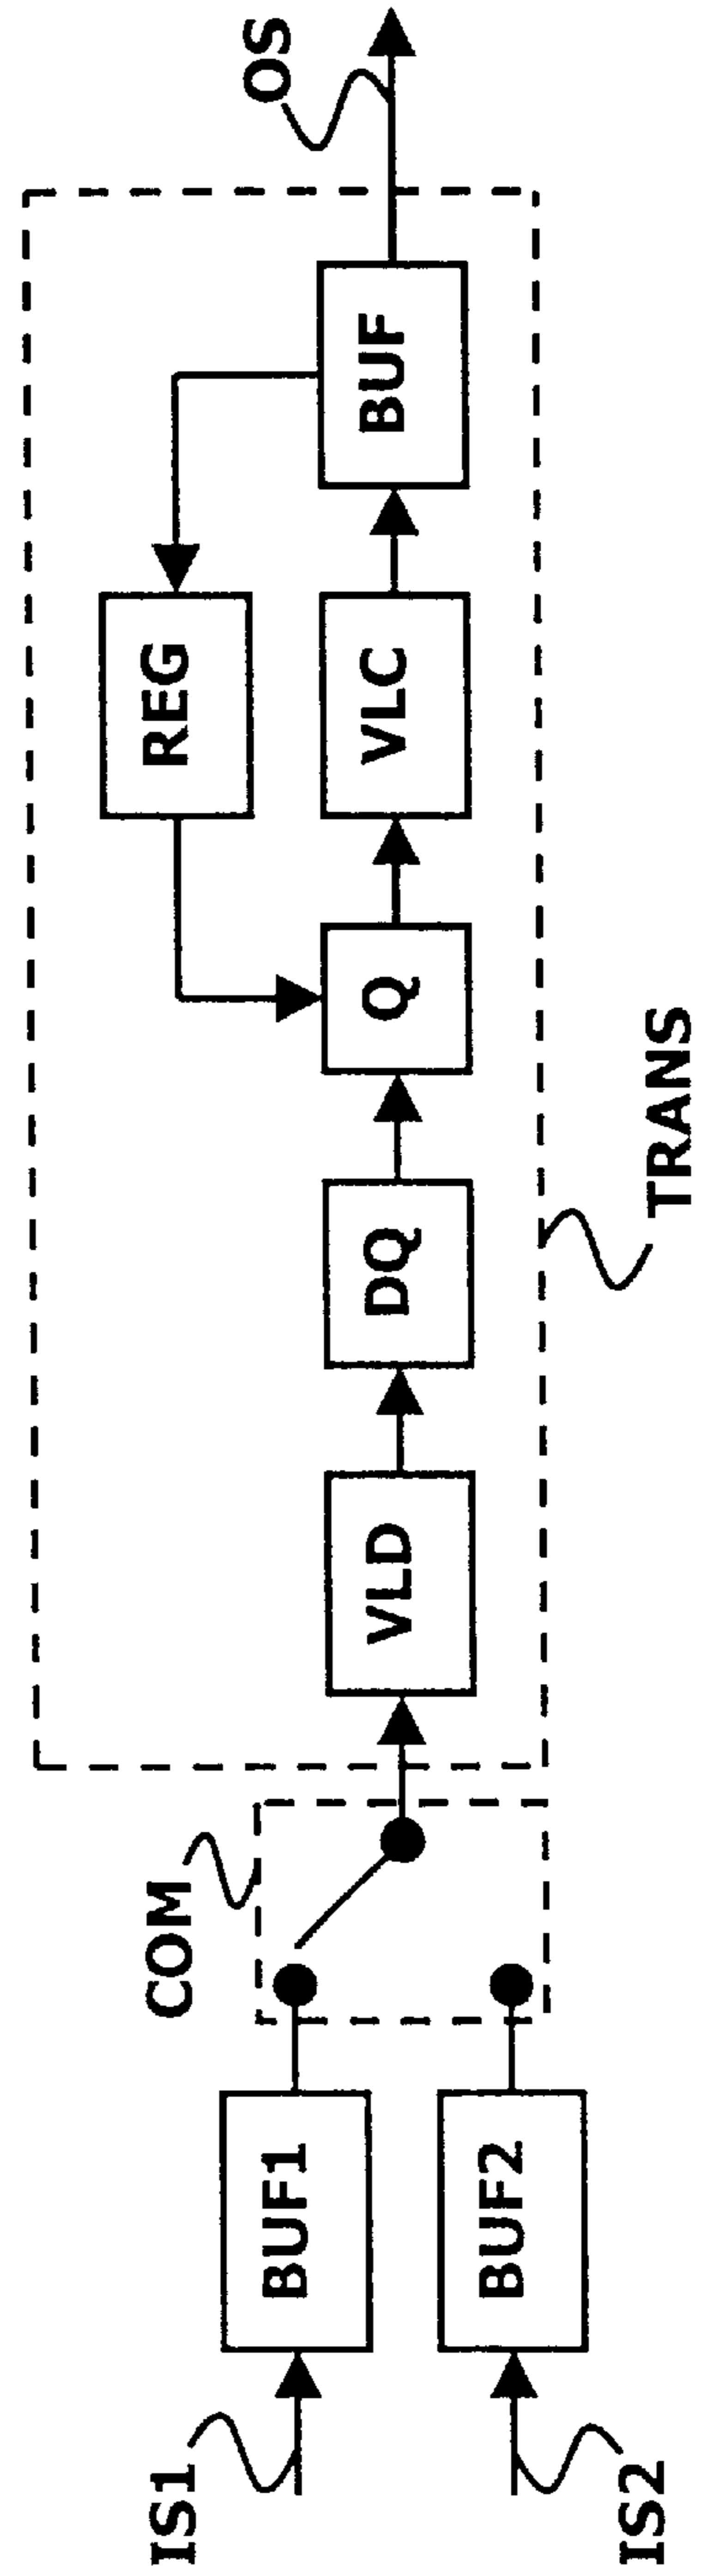 IS1
IS2
BUF1
BUF2
COM
VLD
DQ
Q
REG
VLC
BUF
OS
TRANS